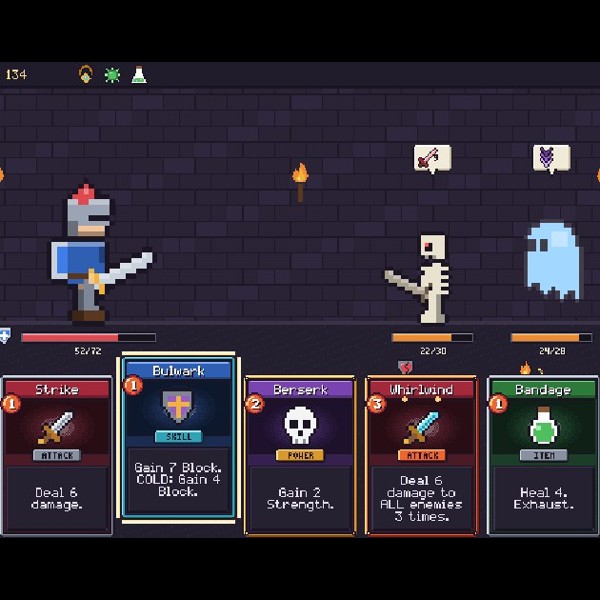 134
52/72
22/30
24/28
1
Strike
ATTACK
Deal 6
damage.
1
Bulwark
SKILL
Gain 7 Block.
COLD: Gain 4
Block.
2
Berserk
POWER
Gain 2
Strength.
3
Whirlwind
ATTACK
Deal 6
damage to
ALL enemies
3 times.
1
Bandage
ITEM
Heal 4.
Exhaust.